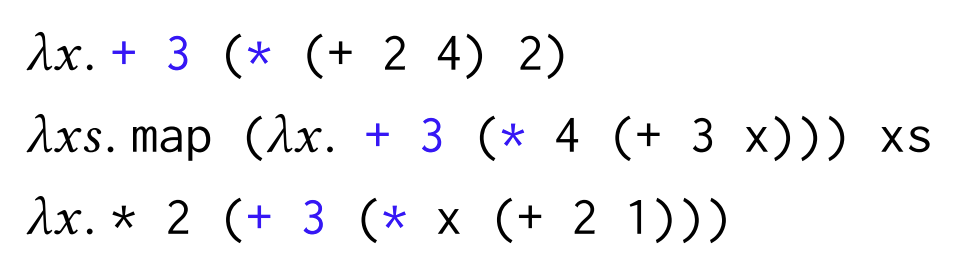 λx. + 3 (* (+ 2 4) 2)
λxs. map (λx. + 3 (* 4 (+ 3 x))) xs
λx. * 2 (+ 3 (* x (+ 2 1)))